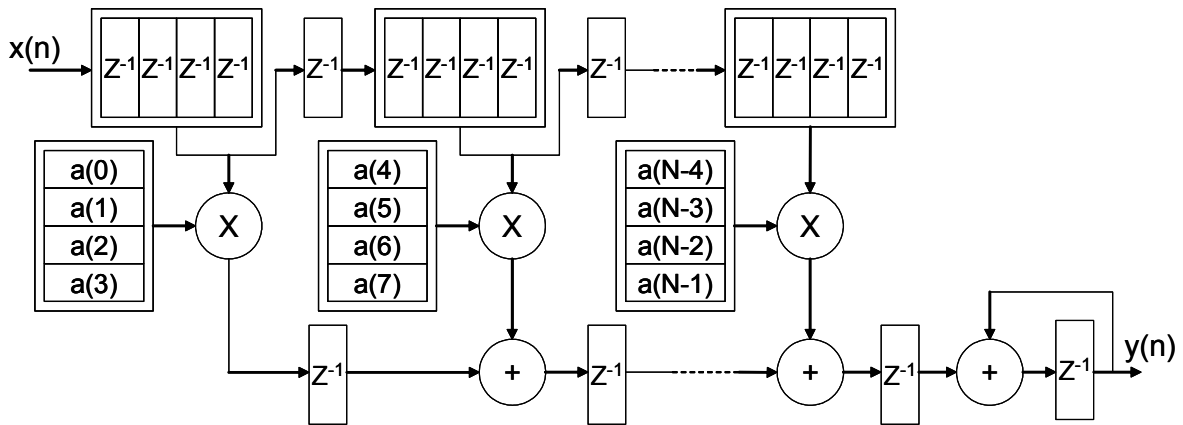 x(n)
Z-1 Z-1 Z-1 Z-1
Z-1
Z-1 Z-1 Z-1 Z-1
Z-1
Z-1 Z-1 Z-1 Z-1
a(0)
a(1)
a(2)
a(3)
X
a(4)
a(5)
a(6)
a(7)
X
a(N-4)
a(N-3)
a(N-2)
a(N-1)
X
Z-1
+
Z-1
+
Z-1
+
Z-1
y(n)